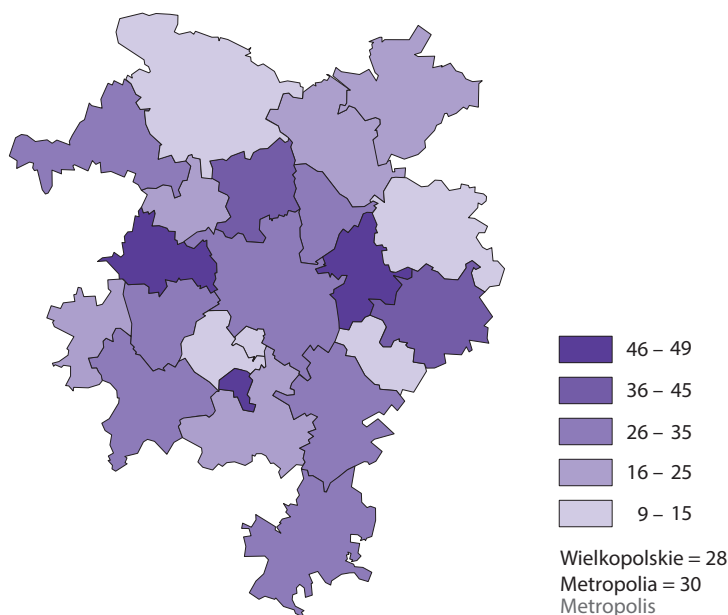 46 – 49
36 – 45
26 – 35
16 – 25
9 – 15
Wielkopolskie = 28
Metropolia = 30
Metropolis